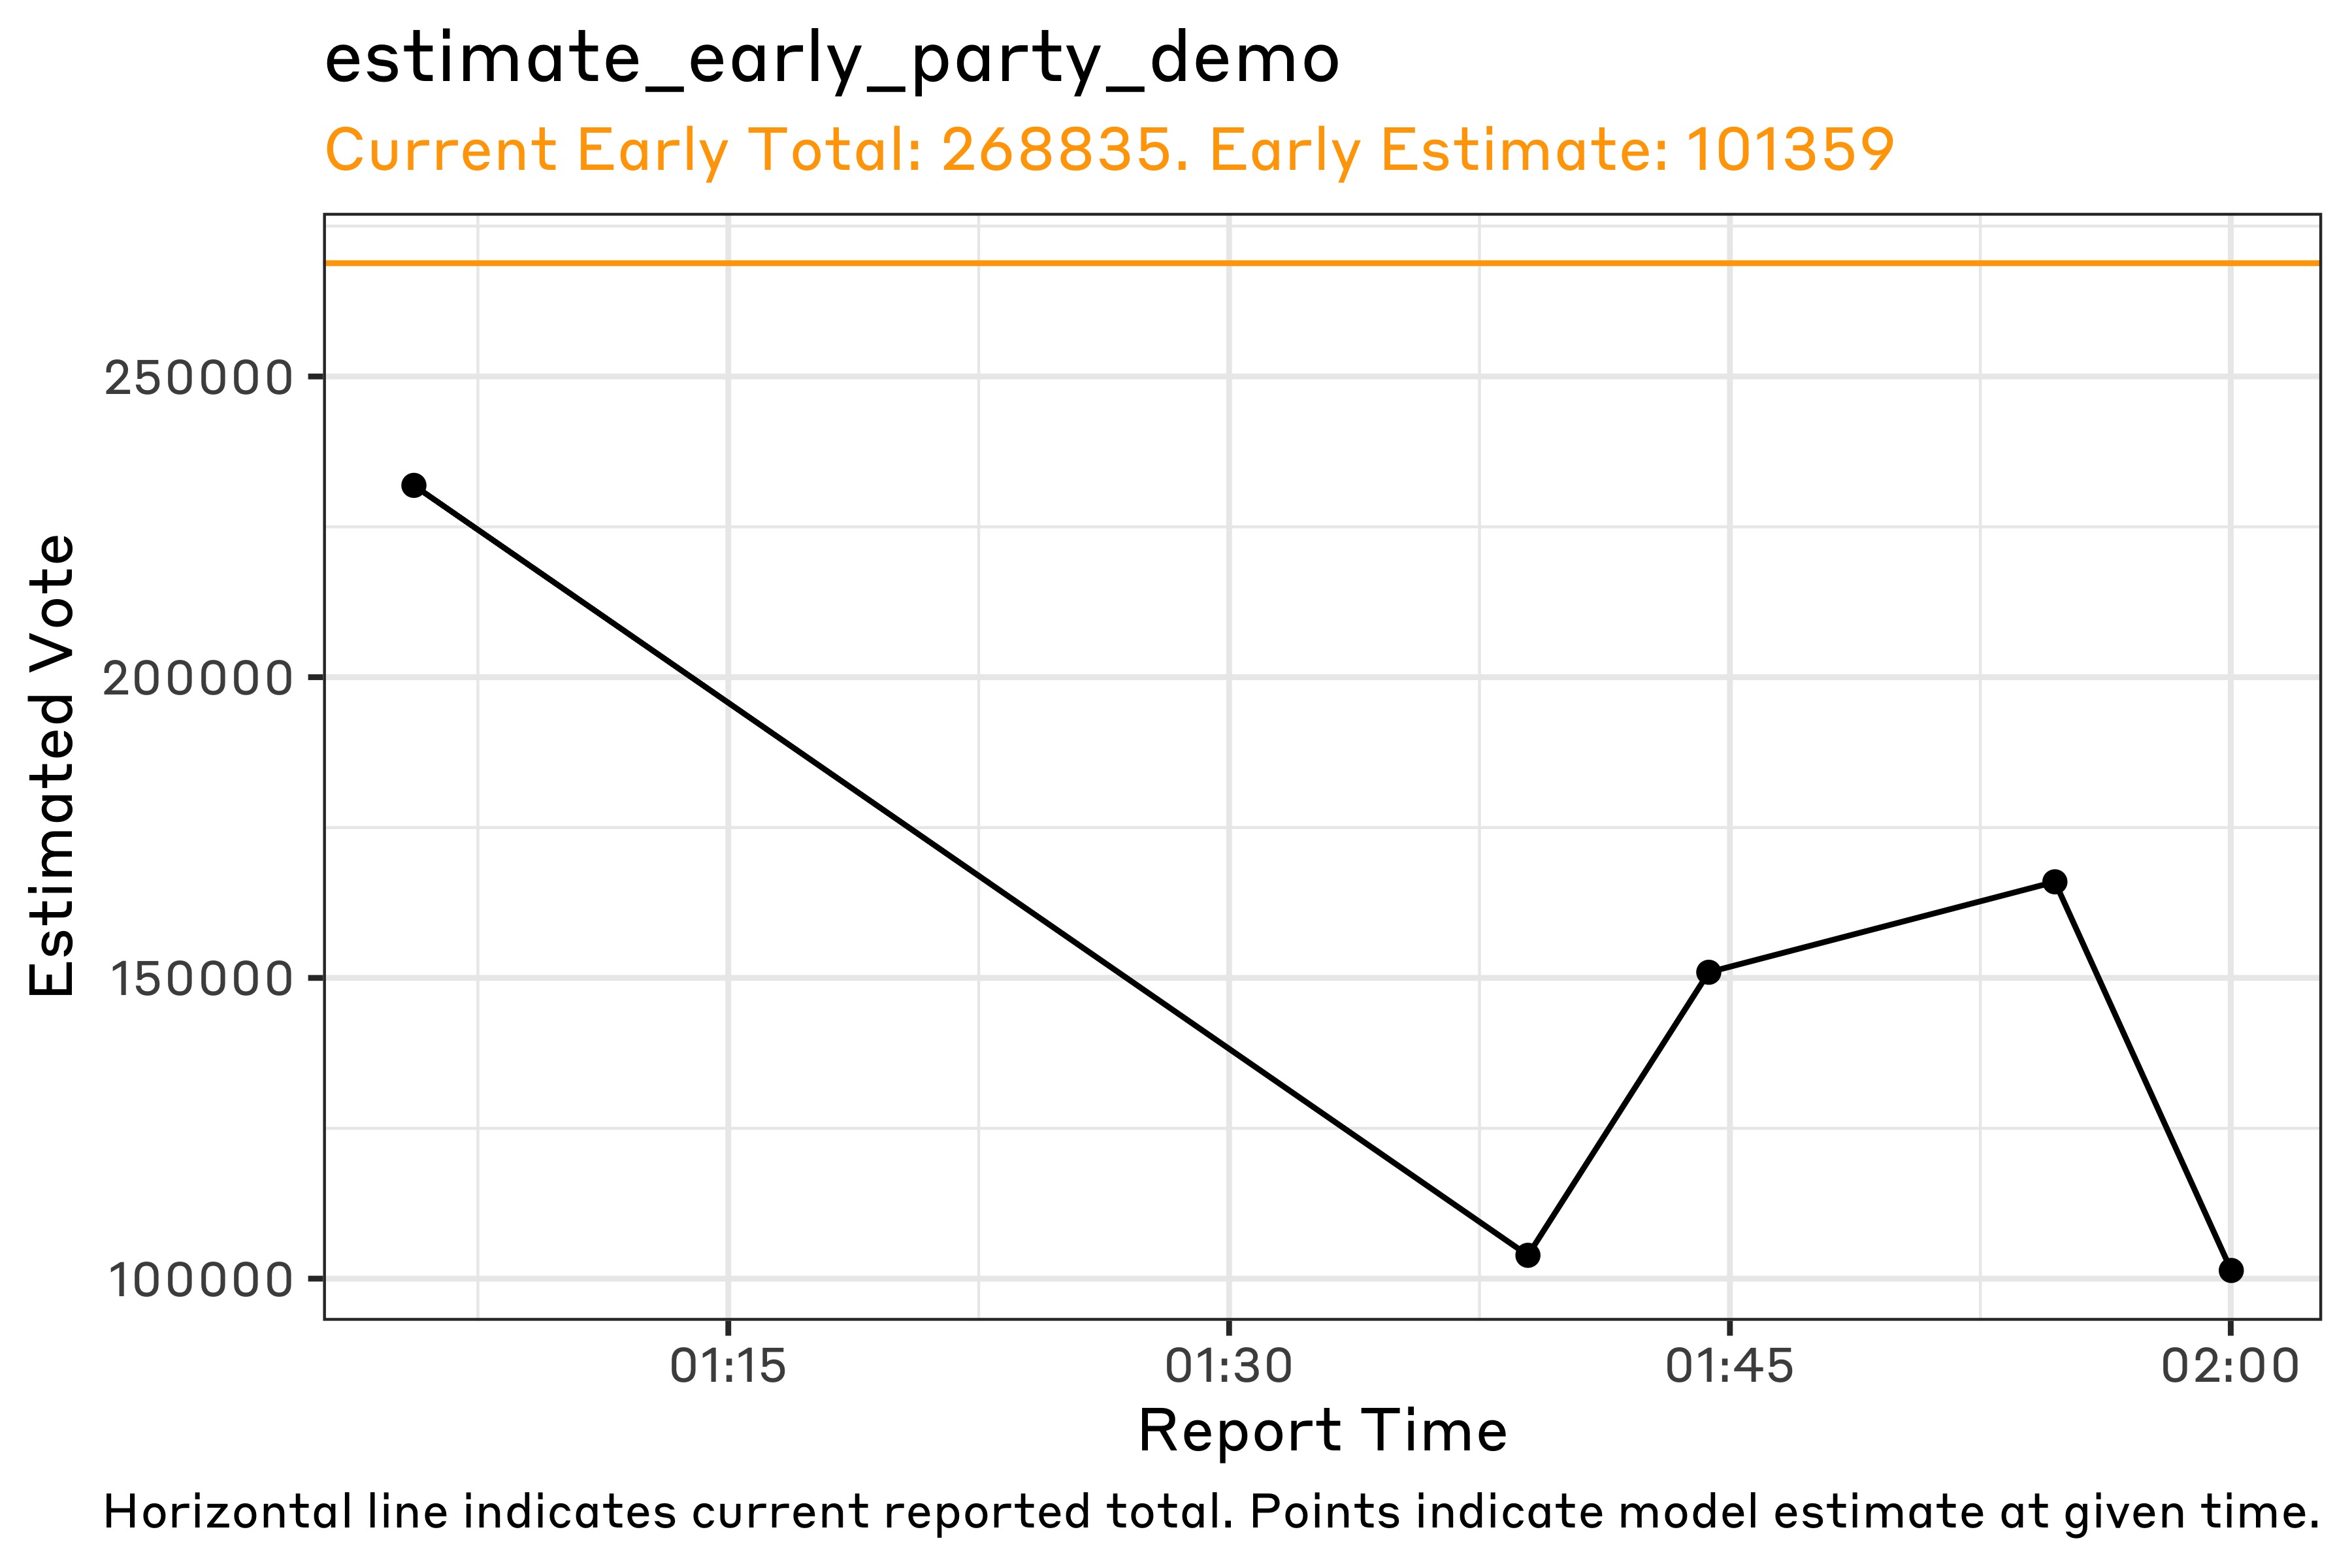 estimate_early_party_demo
Current Early Total: 268835. Early Estimate: 101359
Estimated Vote
250000
200000
150000
100000
01:15
01:30
01:45
02:00
Report Time
Horizontal line indicates current reported total. Points indicate model estimate at given time.